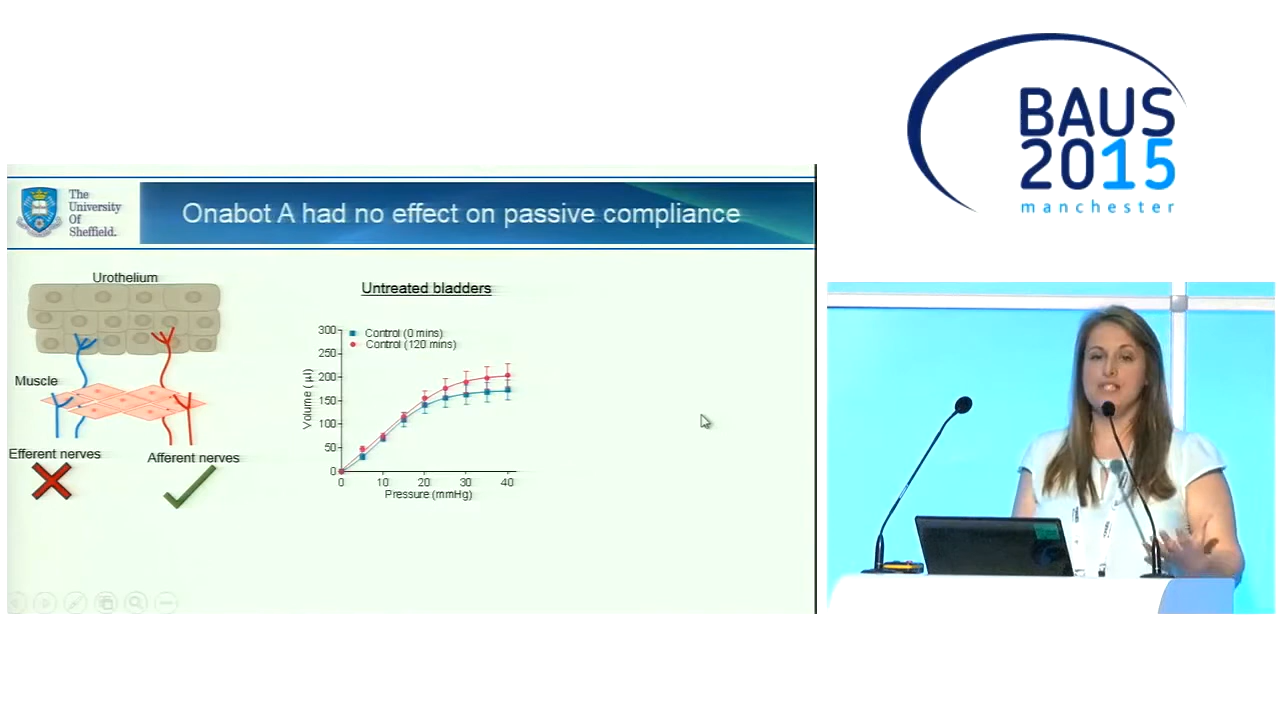 BAUS
2015
manchester
The
University
Of
Sheffield.
Onabot A had no effect on passive compliance
Urothelium
Muscle
Efferent nerves
Afferent nerves
Untreated bladders
Control (0 mins)
Control (120 mins)
Volume (µl)
300
250
200
150
100
50
0
0 10 20 30 40
Pressure (mmHg)